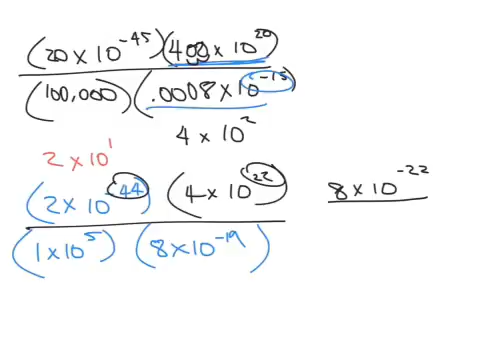 (20 x 10^-45)(400 x 10^20)
(100,000) (.0008 x 10^-15)
4 x 10^2
2 x 10^1
(2 x 10^-44) (4 x 10^22) 8 x 10^-22
(1 x 10^5) (8 x 10^-19)